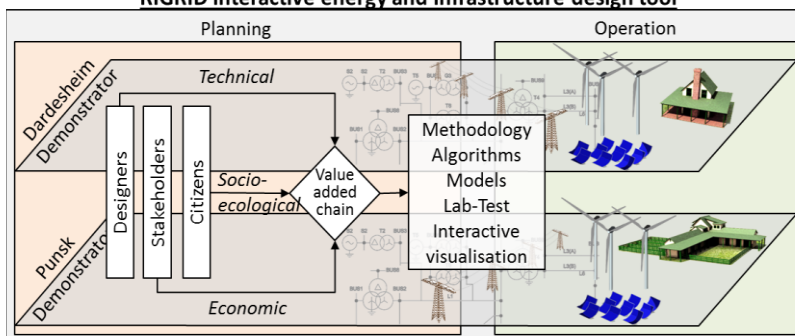 RIGRID interactive energy and infrastructure design tool
Planning
Operation
Dardesheim
Demonstrator
Technical
Designers
Stakeholders
Citizens
Socio-
ecological
Value
added
chain
Methodology
Algorithms
Models
Lab-Test
Interactive
visualisation
Punsk
Demonstrator
Economic